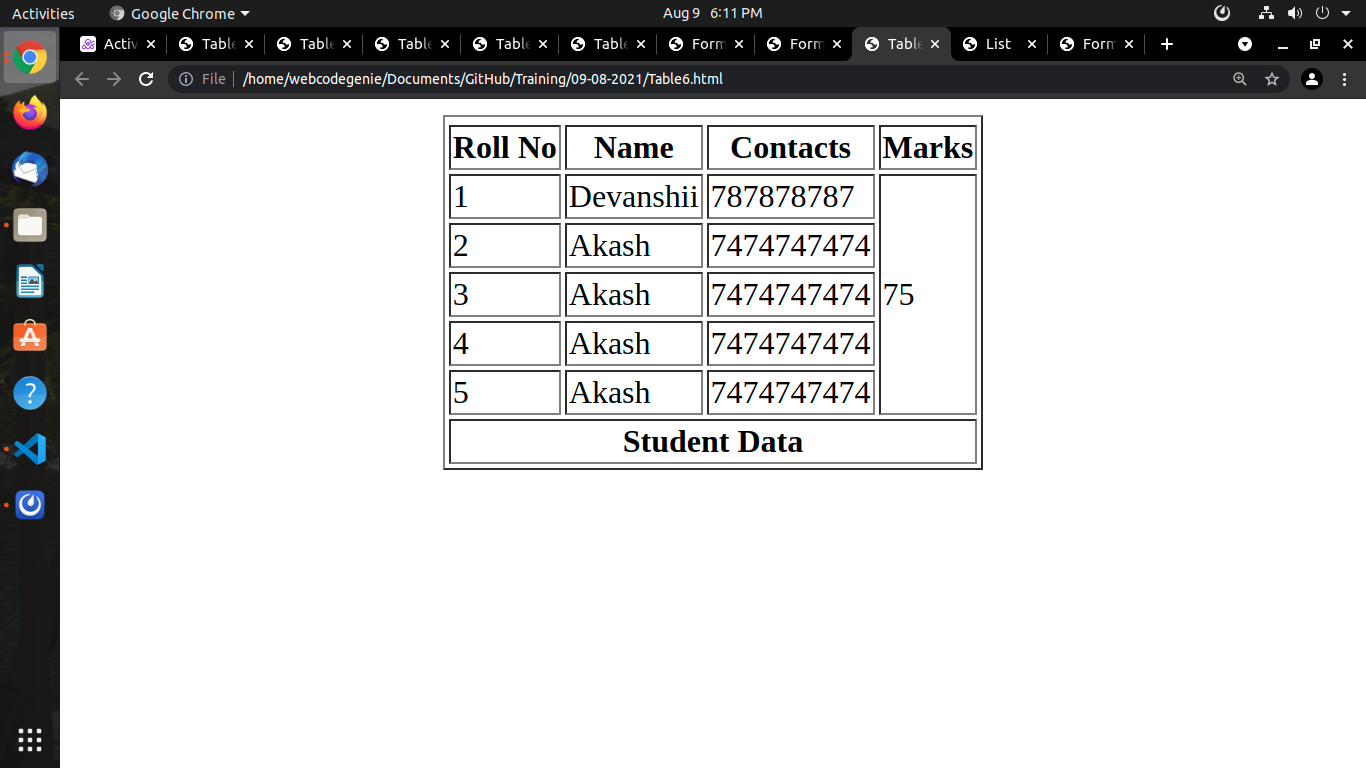 Activities Google Chrome Aug 9 6:11 PM
Activ Table Table Table Table Table Form Form Table List Form
File /home/webcodegenie/Documents/GitHub/Training/09-08-2021/Table6.html
Roll No Name Contacts Marks
1 Devanshii 787878787
2 Akash 7474747474
3 Akash 7474747474 75
4 Akash 7474747474
5 Akash 7474747474
Student Data